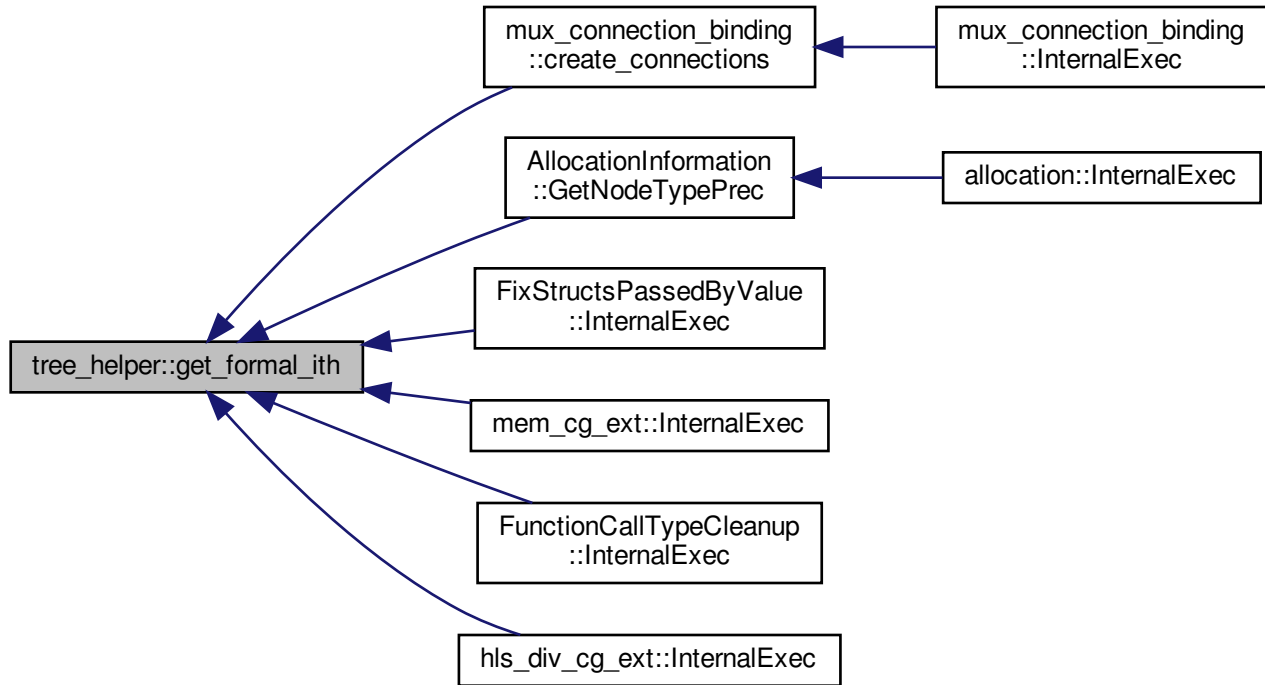 mux_connection_binding
::create_connections
mux_connection_binding
::InternalExec
AllocationInformation
::GetNodeTypePrec
allocation::InternalExec
FixStructsPassedByValue
::InternalExec
tree_helper::get_formal_ith
mem_cg_ext::InternalExec
FunctionCallTypeCleanup
::InternalExec
hls_div_cg_ext::InternalExec